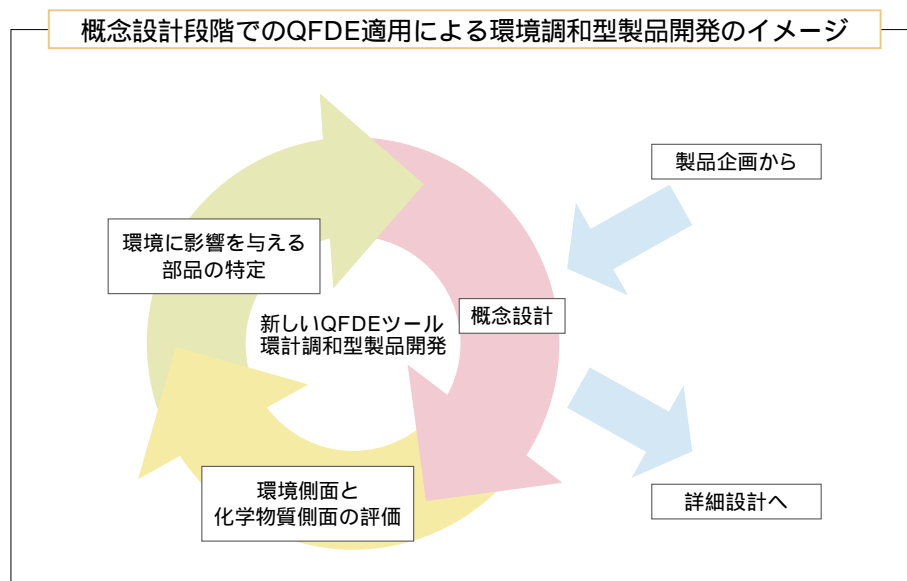 概念設計段階でのQFDE適用による環境調和型製品開発のイメージ
製品企画から
環境に影響を与える
部品の特定
新しいQFDEツール
環計調和型製品開発
概念設計
環境側面と
化学物質側面の評価
詳細設計へ